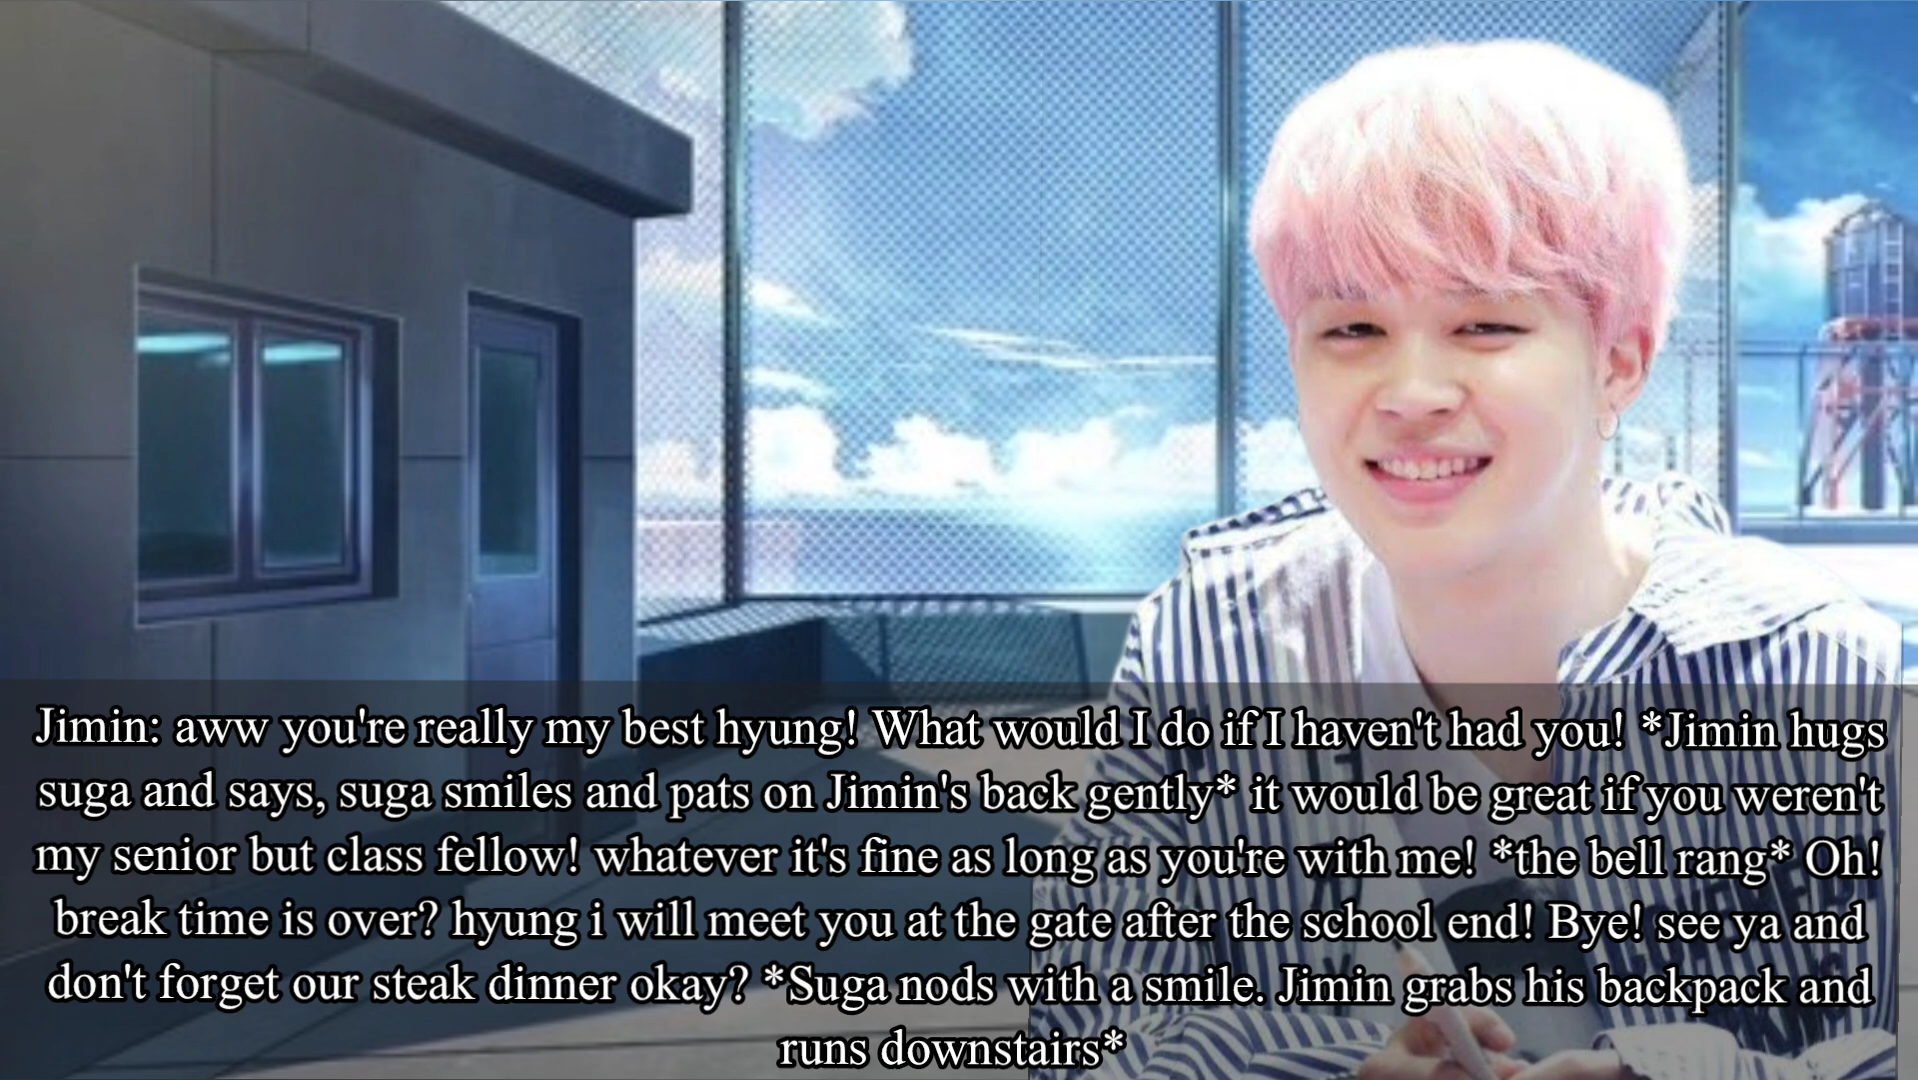 Jimin: aww you're really my best hyung! What would I do if I haven't had you! *Jimin hugs
suga and says, suga smiles and pats on Jimin's back gently* it would be great if you weren't
my senior but class fellow! whatever it's fine as long as you're with me! *the bell rang* Oh!
break time is over? hyung i will meet you at the gate after the school end! Bye! see ya and
don't forget our steak dinner okay? *Suga nods with a smile. Jimin grabs his backpack and
runs downstairs*